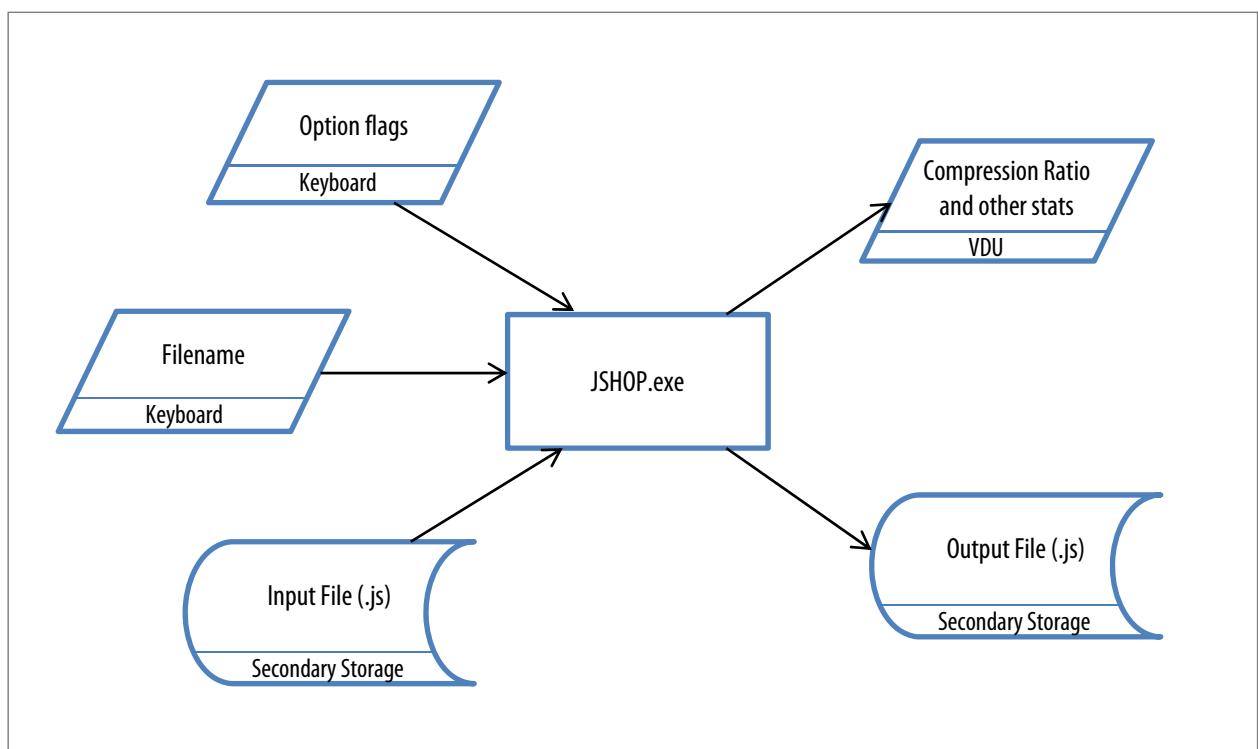 Option flags
Keyboard
Compression Ratio
and other stats
VDU
Filename
Keyboard
JSHOP.exe
Input File (.js)
Secondary Storage
Output File (.js)
Secondary Storage